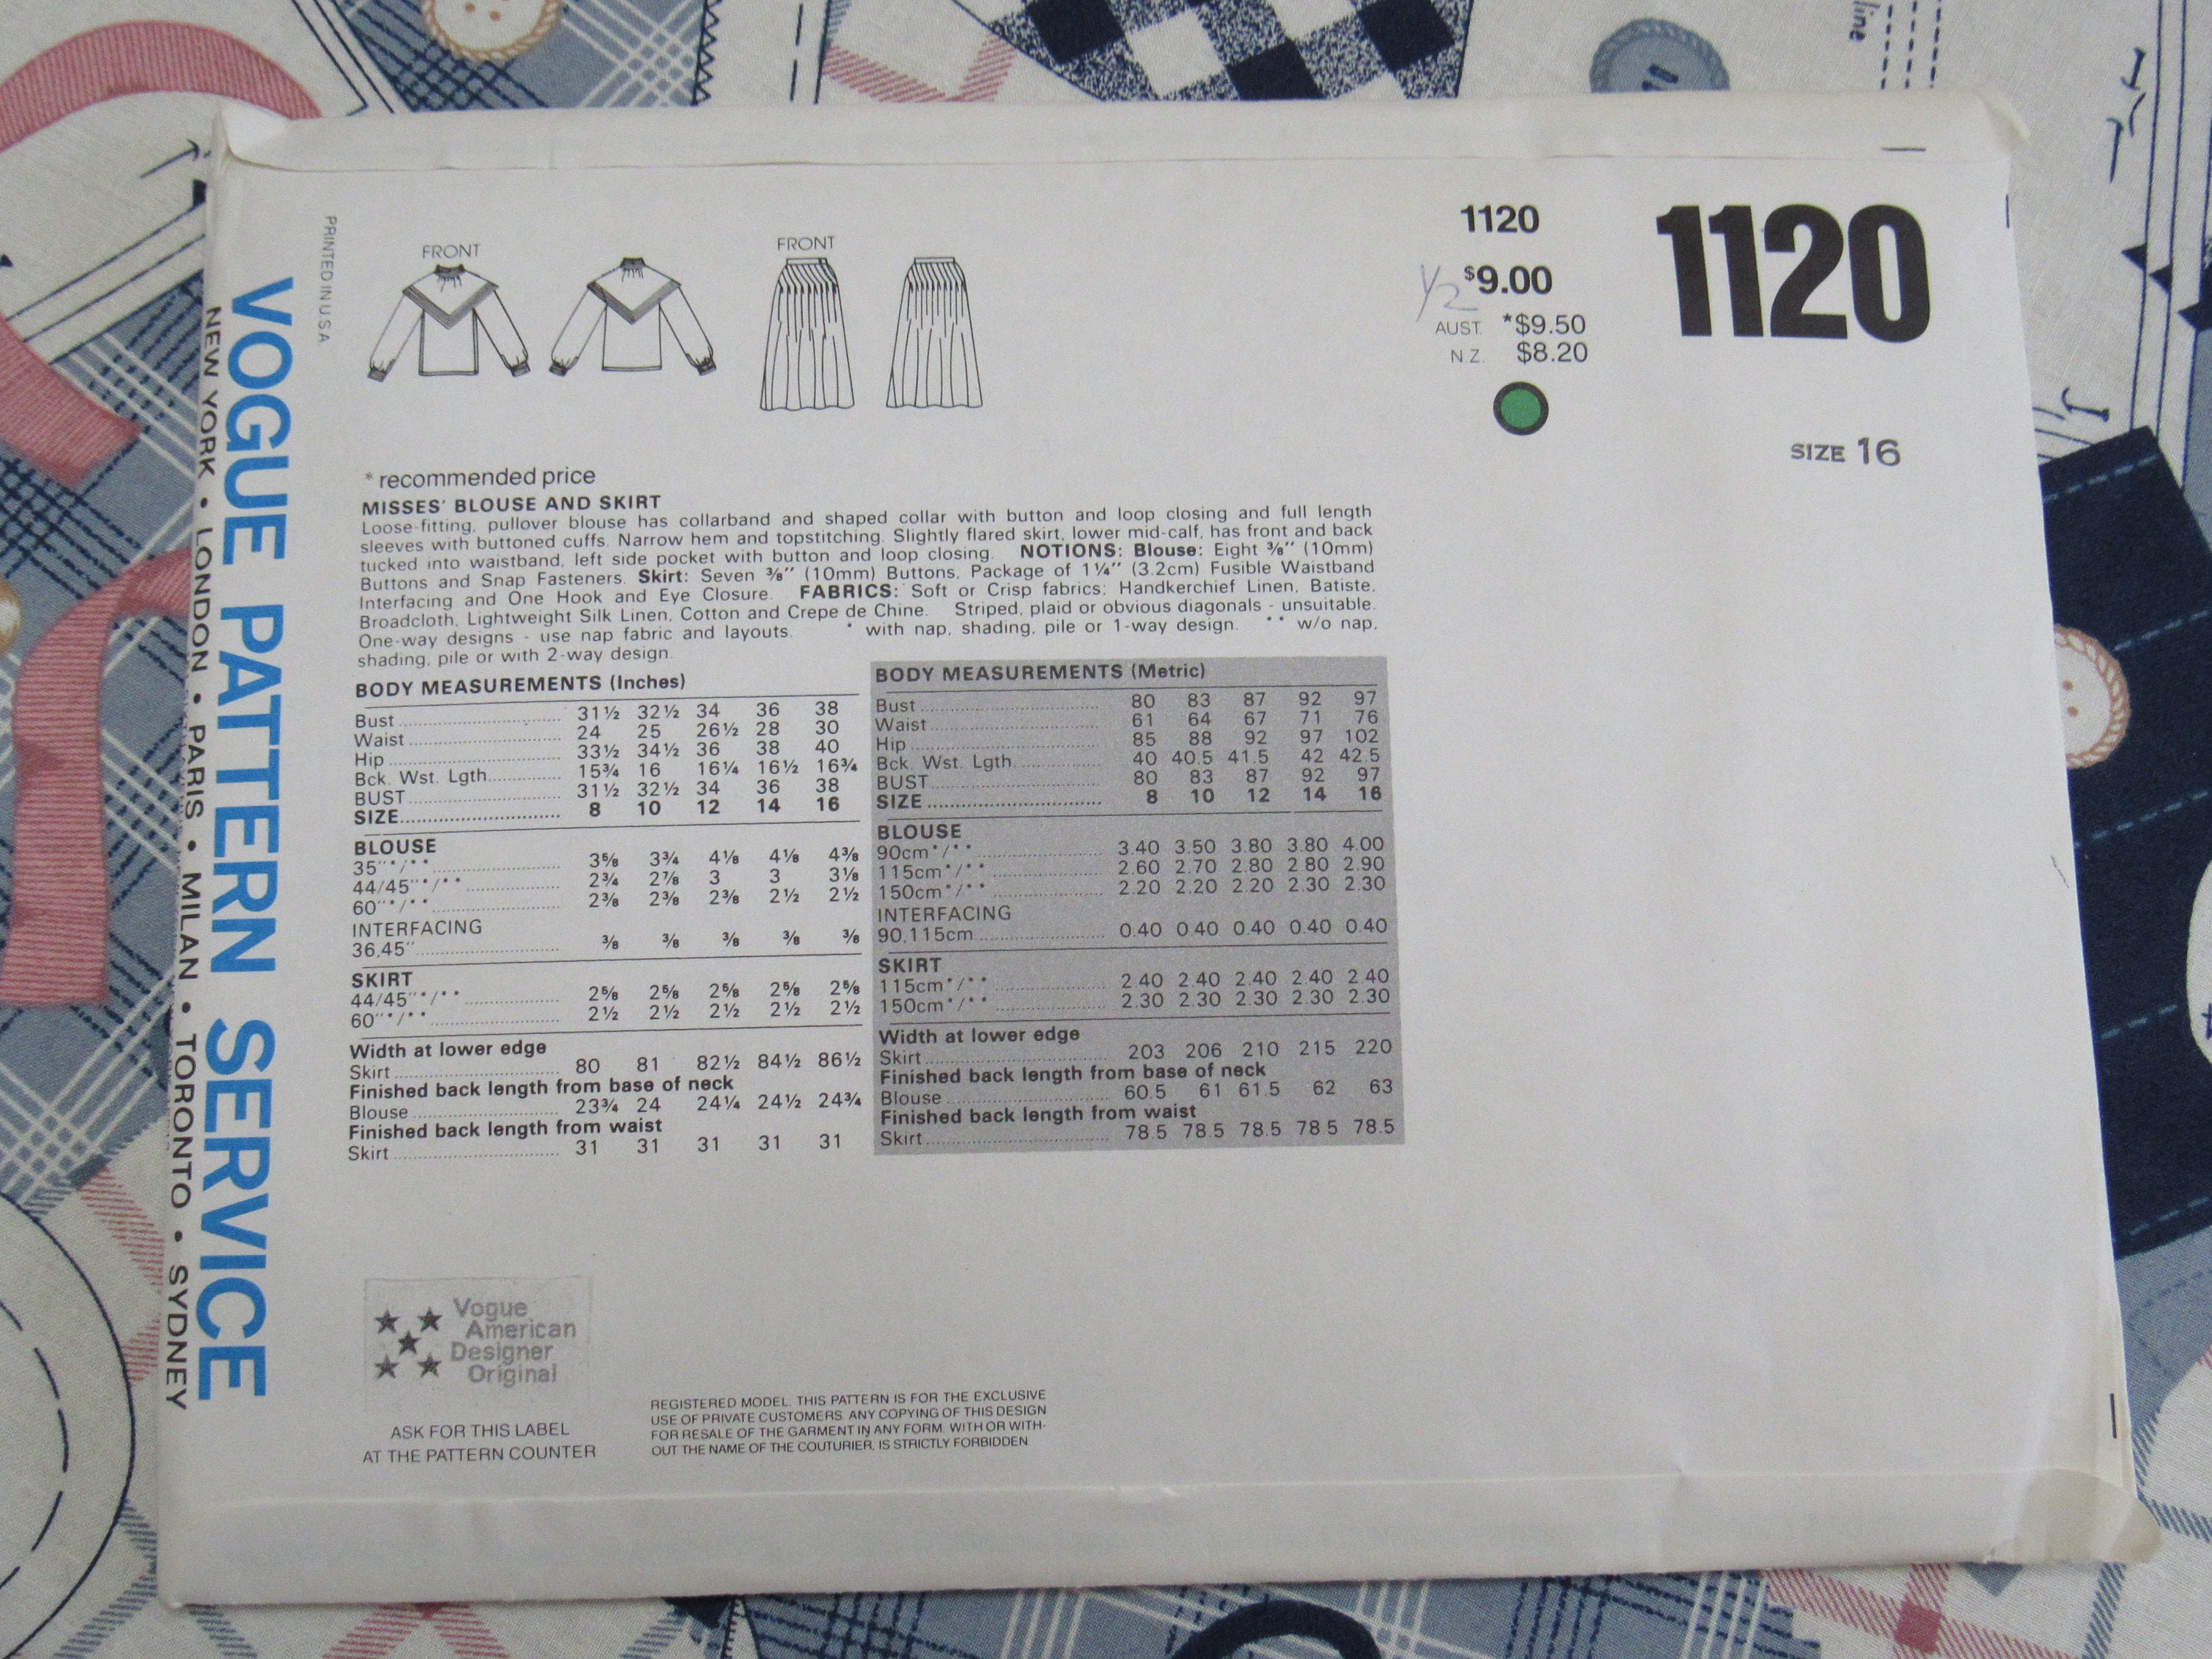 line
PRINTED IN U.S.A.
VOGUE PATTERN SERVICE
NEW YORK • LONDON • PARIS • MILAN • TORONTO • SYDNEY
FRONT
FRONT
1120
1/2 $9.00
AUST. *$9.50
N.Z. $8.20
1120
SIZE 16
* recommended price
MISSES' BLOUSE AND SKIRT
Loose-fitting, pullover blouse has collarband and shaped collar with button and loop closing and full length
sleeves with buttoned cuffs. Narrow hem and topstitching. Slightly flared skirt, lower mid-calf, has front and back
tucked into waistband, left side pocket with button and loop closing. NOTIONS: Blouse: Eight ⅜" (10mm)
Buttons and Snap Fasteners. Skirt: Seven ⅜" (10mm) Buttons, Package of 1¼" (3.2cm) Fusible Waistband
Interfacing and One Hook and Eye Closure. FABRICS: Soft or Crisp fabrics; Handkerchief Linen, Batiste,
Broadcloth, Lightweight Silk Linen, Cotton and Crepe de Chine. Striped, plaid or obvious diagonals - unsuitable.
One-way designs - use nap fabric and layouts. * with nap, shading, pile or 1-way design. ** w/o nap,
shading, pile or with 2-way design.
BODY MEASUREMENTS (Inches)
Bust 31½ 32½ 34 36 38
Waist 24 25 26½ 28 30
Hip 33½ 34½ 36 38 40
Bck. Wst. Lgth. 15¾ 16 16¼ 16½ 16¾
BUST 31½ 32½ 34 36 38
SIZE 8 10 12 14 16
BLOUSE
35"*/** 3⅝ 3¾ 4⅛ 4⅛ 4⅜
44/45"*/** 2¾ 2⅞ 3 3 3⅛
60"*/** 2⅜ 2⅜ 2⅜ 2½ 2½
INTERFACING
36,45" ⅜ ⅜ ⅜ ⅜ ⅜
SKIRT
44/45"*/** 2⅝ 2⅝ 2⅝ 2⅝ 2⅝
60"*/** 2½ 2½ 2½ 2½ 2½
Width at lower edge
Skirt 80 81 82½ 84½ 86½
Finished back length from base of neck
Blouse 23¾ 24 24¼ 24½ 24¾
Finished back length from waist
Skirt 31 31 31 31 31
BODY MEASUREMENTS (Metric)
Bust 80 83 87 92 97
Waist 61 64 67 71 76
Hip 85 88 92 97 102
Bck. Wst. Lgth. 40 40.5 41.5 42 42.5
BUST 80 83 87 92 97
SIZE 8 10 12 14 16
BLOUSE
90cm*/** 3.40 3.50 3.80 3.80 4.00
115cm*/** 2.60 2.70 2.80 2.80 2.90
150cm*/** 2.20 2.20 2.20 2.30 2.30
INTERFACING
90,115cm 0.40 0.40 0.40 0.40 0.40
SKIRT
115cm*/** 2.40 2.40 2.40 2.40 2.40
150cm*/** 2.30 2.30 2.30 2.30 2.30
Width at lower edge
Skirt 203 206 210 215 220
Finished back length from base of neck
Blouse 60.5 61 61.5 62 63
Finished back length from waist
Skirt 78.5 78.5 78.5 78.5 78.5
Vogue
American
Designer
Original
ASK FOR THIS LABEL
AT THE PATTERN COUNTER
REGISTERED MODEL. THIS PATTERN IS FOR THE EXCLUSIVE
USE OF PRIVATE CUSTOMERS. ANY COPYING OF THIS DESIGN
FOR RESALE OF THE GARMENT IN ANY FORM, WITH OR WITH-
OUT THE NAME OF THE COUTURIER, IS STRICTLY FORBIDDEN